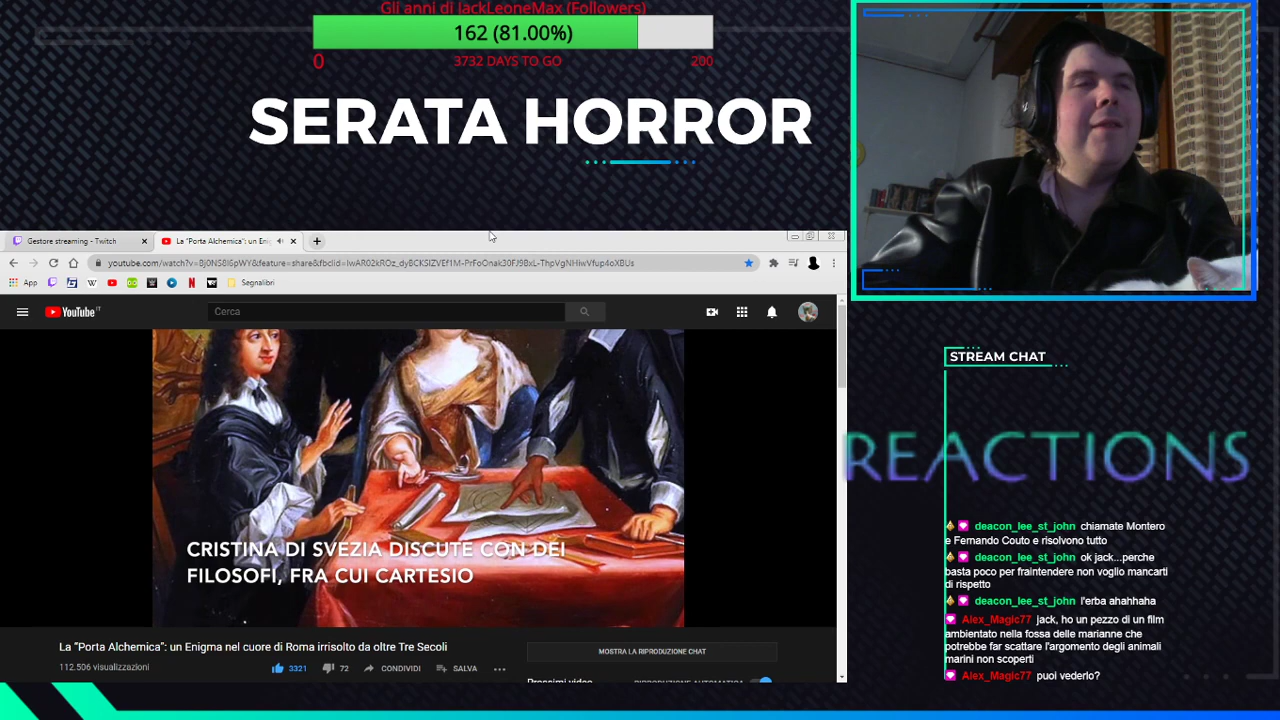 Gli anni di JackLeoneMax (Followers)
162 (81.00%)
0
3732 DAYS TO GO
200
SERATA HORROR
Gestore streaming - Twitch
La "Porta Alchemica": un Eni
App
Segnalibri
YouTube IT
Cerca
CRISTINA DI SVEZIA DISCUTE CON DEI
FILOSOFI, FRA CUI CARTESIO
La "Porta Alchemica": un Enigma nel cuore di Roma irrisolto da oltre Tre Secoli
112.506 visualizzazioni
3321
72
CONDIVIDI
SALVA
MOSTRA LA RIPRODUZIONE CHAT
Prossimi video
RIPRODUZIONE AUTOMATICA
STREAM CHAT
REACTIONS
deacon_lee_st_john chiamate Montero
e Fernando Couto e risolvono tutto
deacon_lee_st_john ok jack...perche
basta poco per fraintendere non voglio mancarti
di rispetto
deacon_lee_st_john l'erba ahahhaha
Alex_Magic77 jack, ho un pezzo di un film
ambientato nella fossa delle marianne che
potrebbe far scattare l'argomento degli animali
marini non scoperti
Alex_Magic77 puoi vederlo?